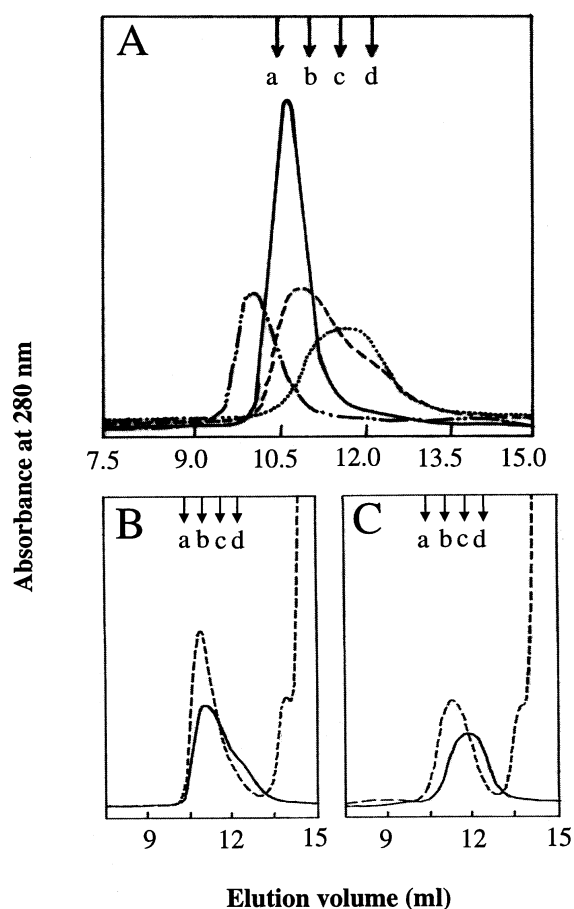 A
a b c d
7.5 9.0 10.5 12.0 13.5 15.0
Absorbance at 280 nm
B
a b c d
9 12 15
C
a b c d
9 12 15
Elution volume (ml)